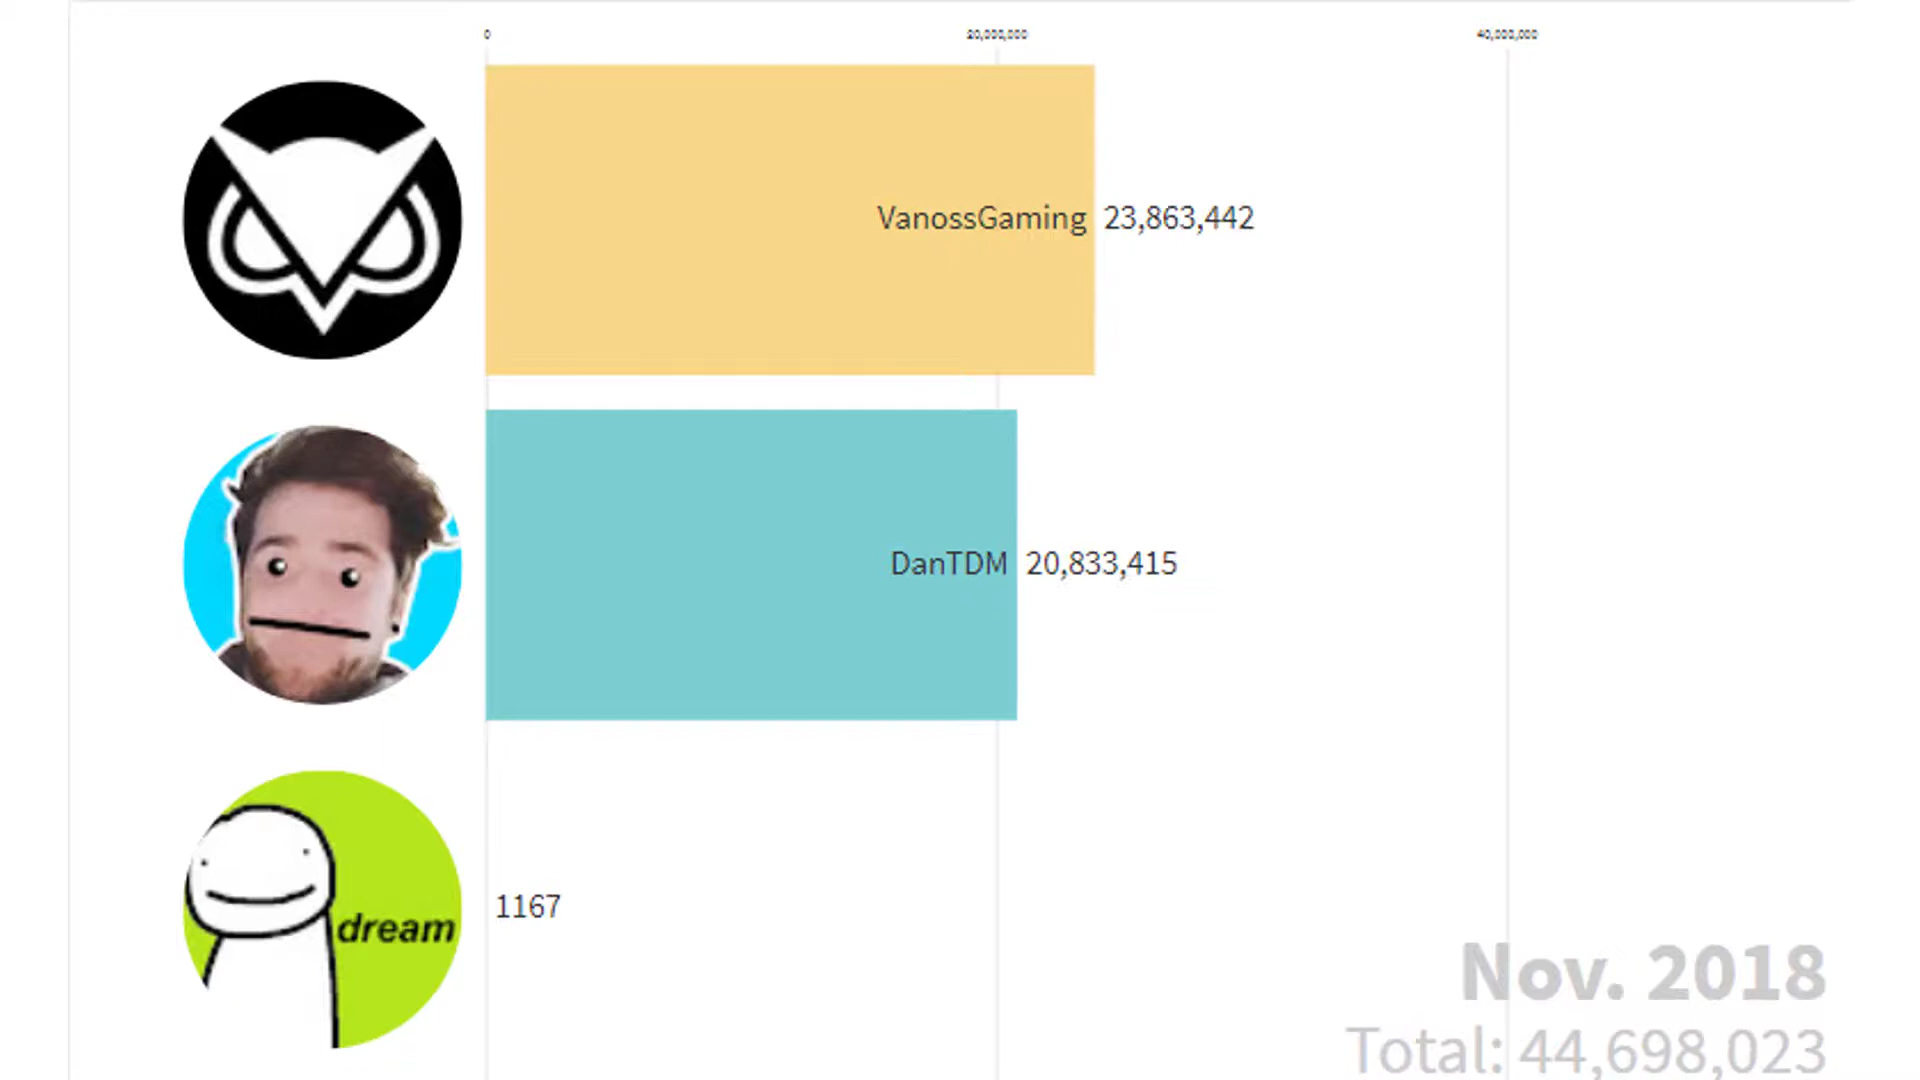 0 20,000,000 40,000,000
VanossGaming 23,863,442
DanTDM 20,833,415
1167
dream
Nov. 2018
Total: 44,698,023